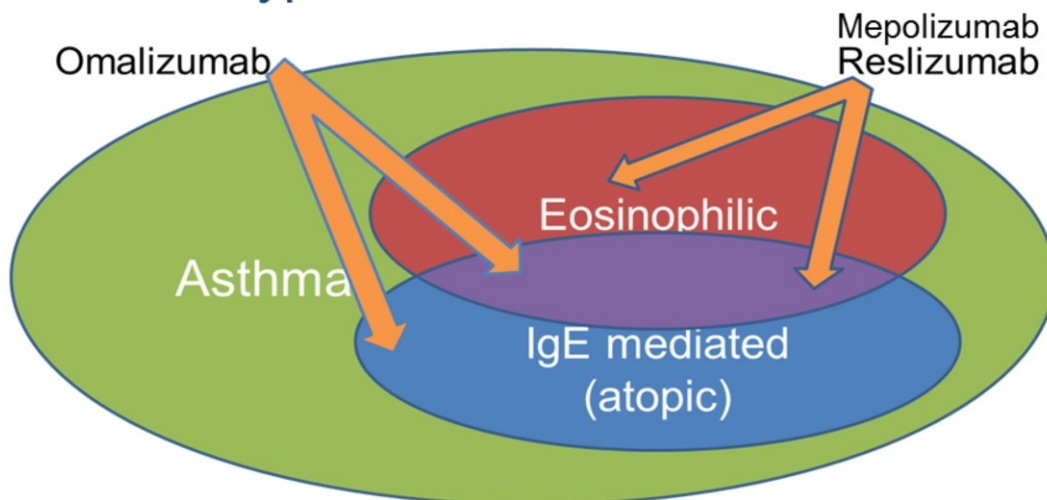 Mepolizumab
Omalizumab
Reslizumab
Eosinophilic
Asthma
IgE mediated
(atopic)